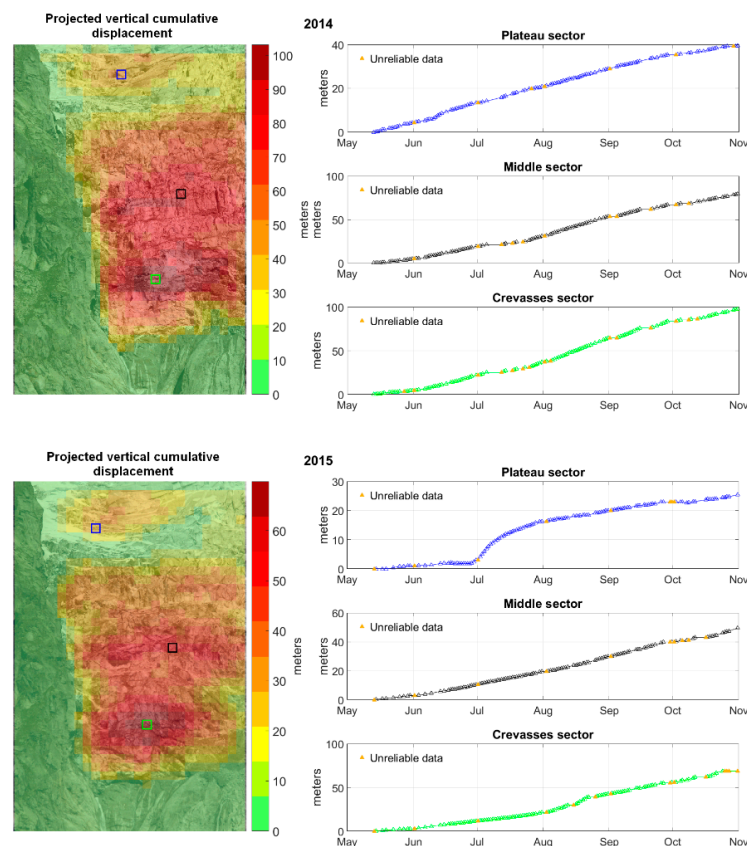 Projected vertical cumulative
displacement
100
90
80
70
60
50
40
30
20
10
0
meters
2014
Plateau sector
meters
40
20
0
Unreliable data
May Jun Jul Aug Sep Oct Nov
Middle sector
meters
100
50
0
Unreliable data
May Jun Jul Aug Sep Oct Nov
Crevasses sector
meters
100
50
0
Unreliable data
May Jun Jul Aug Sep Oct Nov
Projected vertical cumulative
displacement
60
50
40
30
20
10
0
meters
2015
Plateau sector
meters
30
20
10
0
Unreliable data
May Jun Jul Aug Sep Oct Nov
Middle sector
meters
60
40
20
0
Unreliable data
May Jun Jul Aug Sep Oct Nov
Crevasses sector
meters
100
50
0
Unreliable data
May Jun Jul Aug Sep Oct Nov